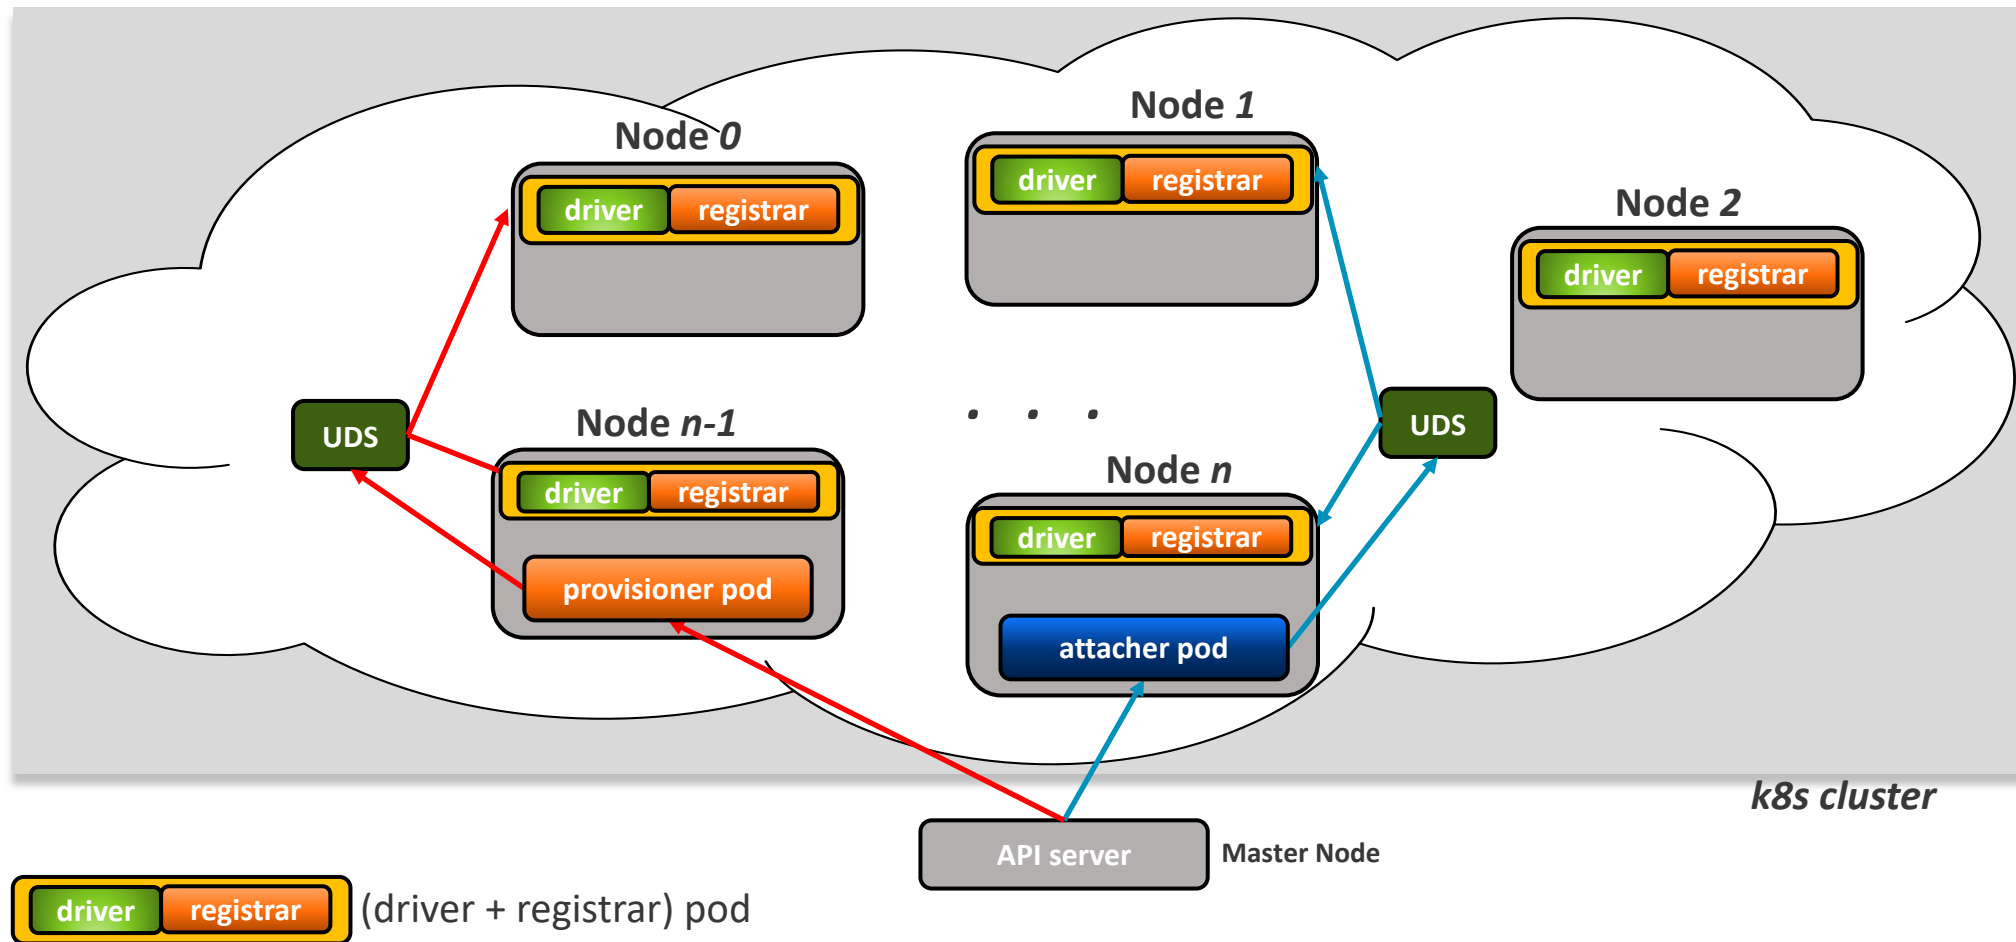 Node 1
Node 0
driver registrar
driver registrar
Node 2
driver registrar
. . .
UDS
Node n-1
UDS
Node n
driver registrar
driver registrar
provisioner pod
attacher pod
k8s cluster
API server
Master Node
driver registrar (driver + registrar) pod